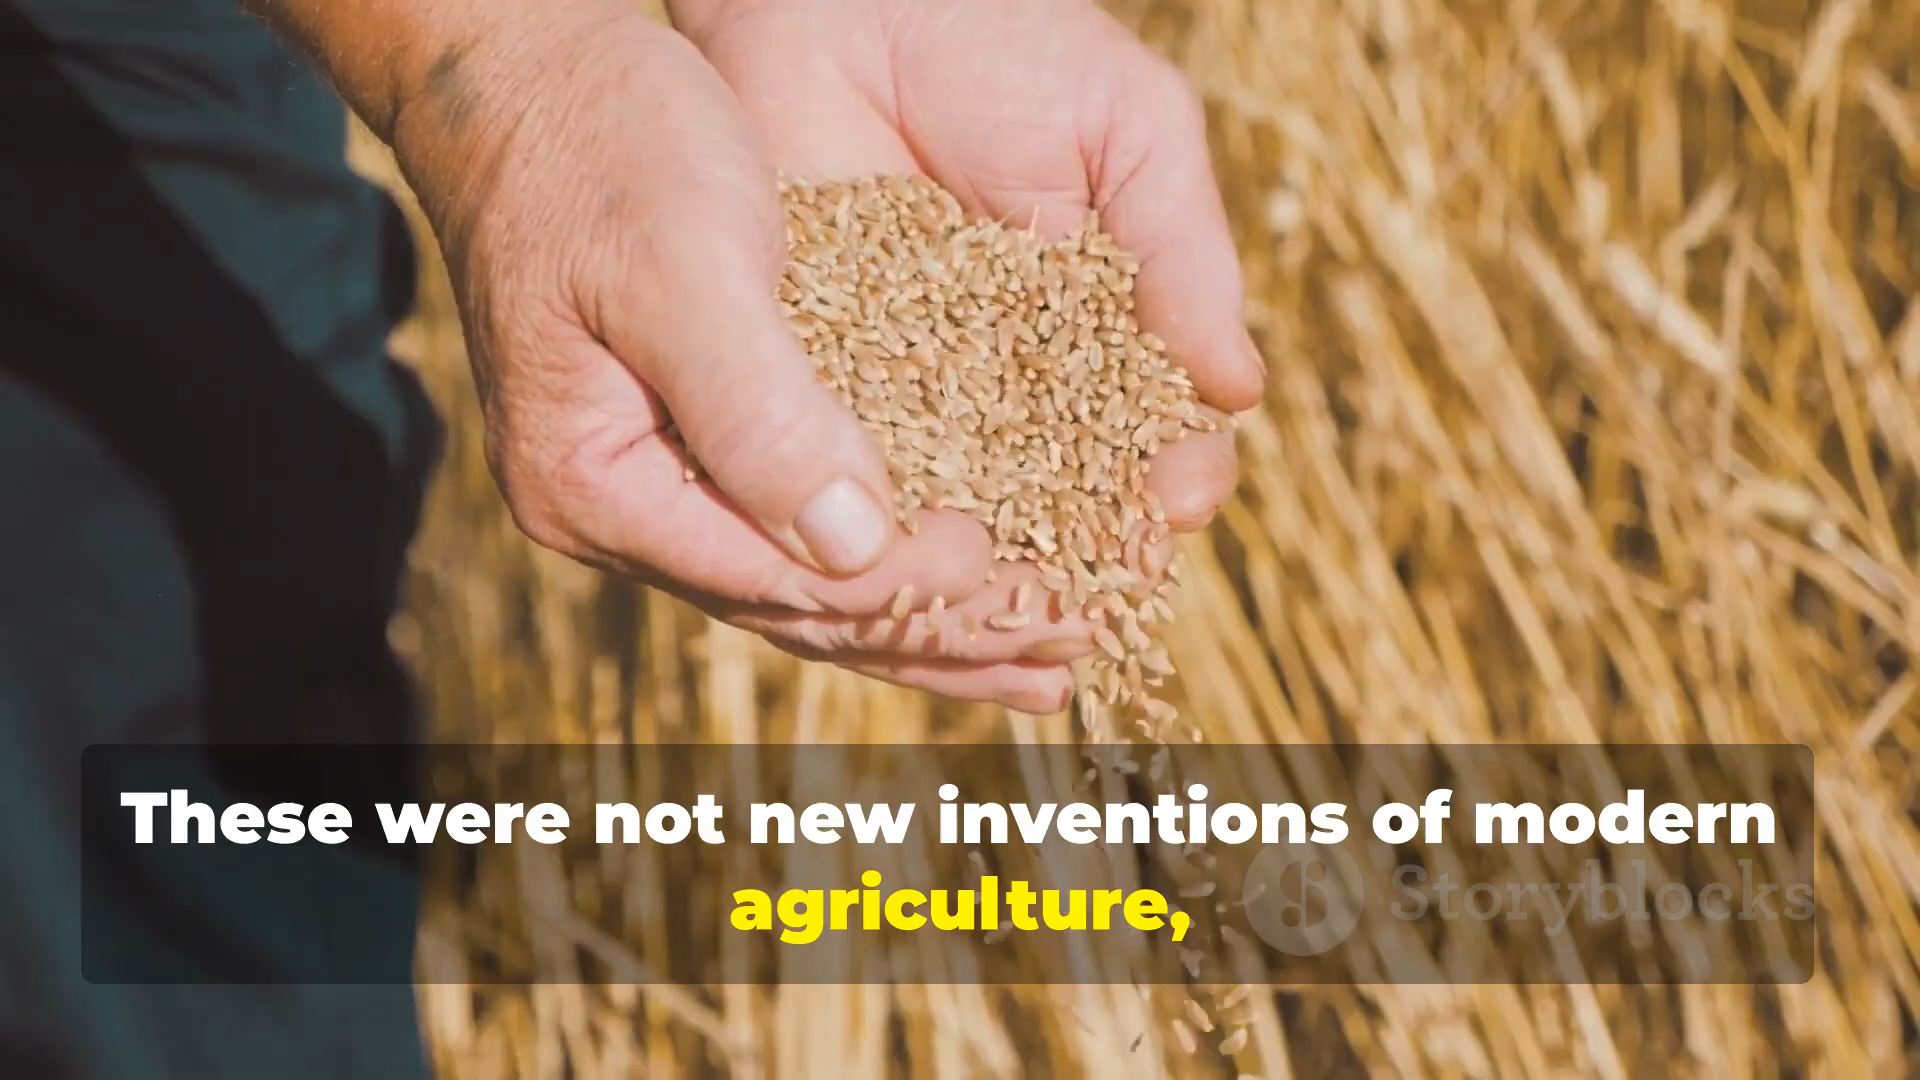 These were not new inventions of modern
agriculture,
Storyblocks